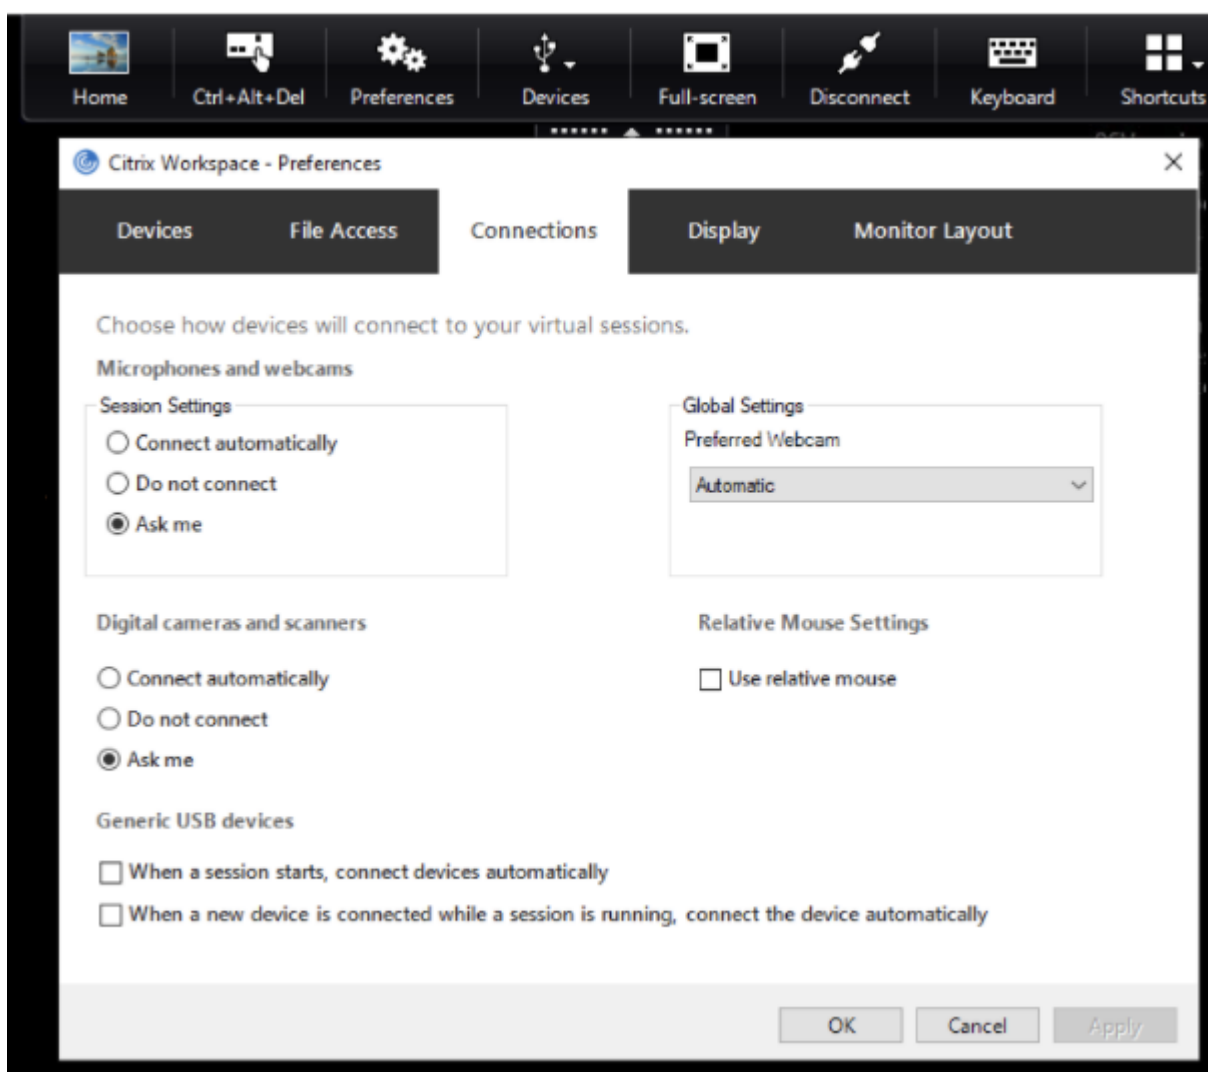 Home Ctrl+Alt+Del Preferences Devices Full-screen Disconnect Keyboard Shortcuts
Citrix Workspace - Preferences
Devices File Access Connections Display Monitor Layout
Choose how devices will connect to your virtual sessions.
Microphones and webcams
Session Settings
Connect automatically
Do not connect
Ask me
Global Settings
Preferred Webcam
Automatic
Digital cameras and scanners
Connect automatically
Do not connect
Ask me
Relative Mouse Settings
Use relative mouse
Generic USB devices
When a session starts, connect devices automatically
When a new device is connected while a session is running, connect the device automatically
OK Cancel Apply